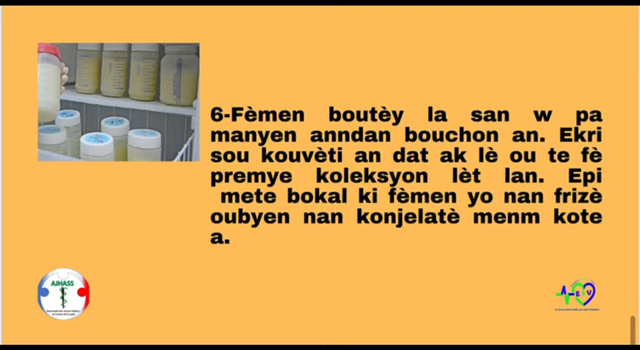 6-Fèmen boutèy la san w pa
manyen anndan bouchon an. Ekri
sou kouvèti an dat ak lè ou te fè
premye koleksyon lèt lan. Epi
mete bokal ki fèmen yo nan frizè
oubyen nan konjelatè menm kote
a.
AJHASS